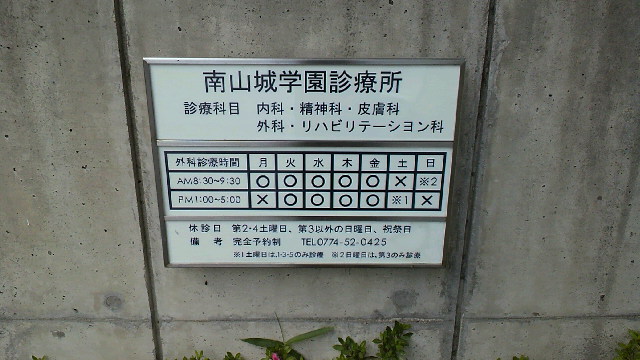 南山城学園診療所
診療科目 内科・精神科・皮膚科
外科・リハビリテーション科
外来診療時間 月 火 水 木 金 土 日
AM8:30~9:30 ○ ○ ○ ○ ○ × ※2
PM1:00~5:00 × ○ ○ ○ ○ ※1 ×
休診日 第2・4土曜日、第3以外の日曜日、祝祭日
備考 完全予約制 TEL0774-52-0425
※1土曜日は、1・3・5のみ診療 ※2日曜日は、第3のみ診療